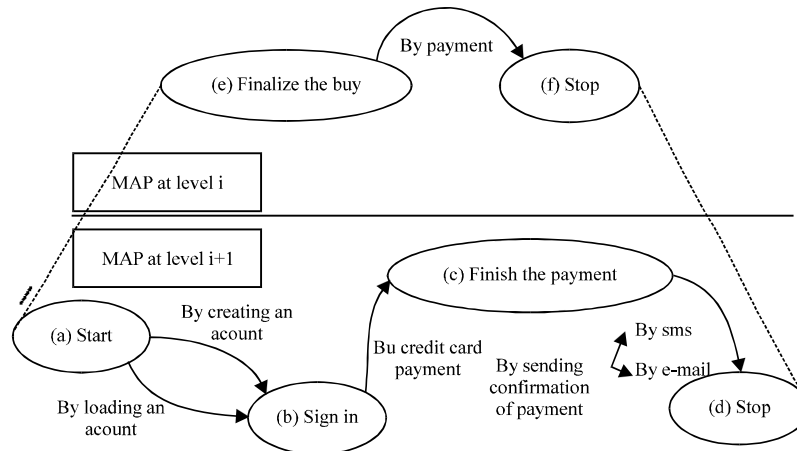 By payment
(e) Finalize the buy
(f) Stop
MAP at level i
MAP at level i+1
(c) Finish the payment
By creating an
acount
(a) Start
By sms
Bu credit card
payment
By sending
confirmation
of payment
By e-mail
By loading an
acount
(b) Sign in
(d) Stop